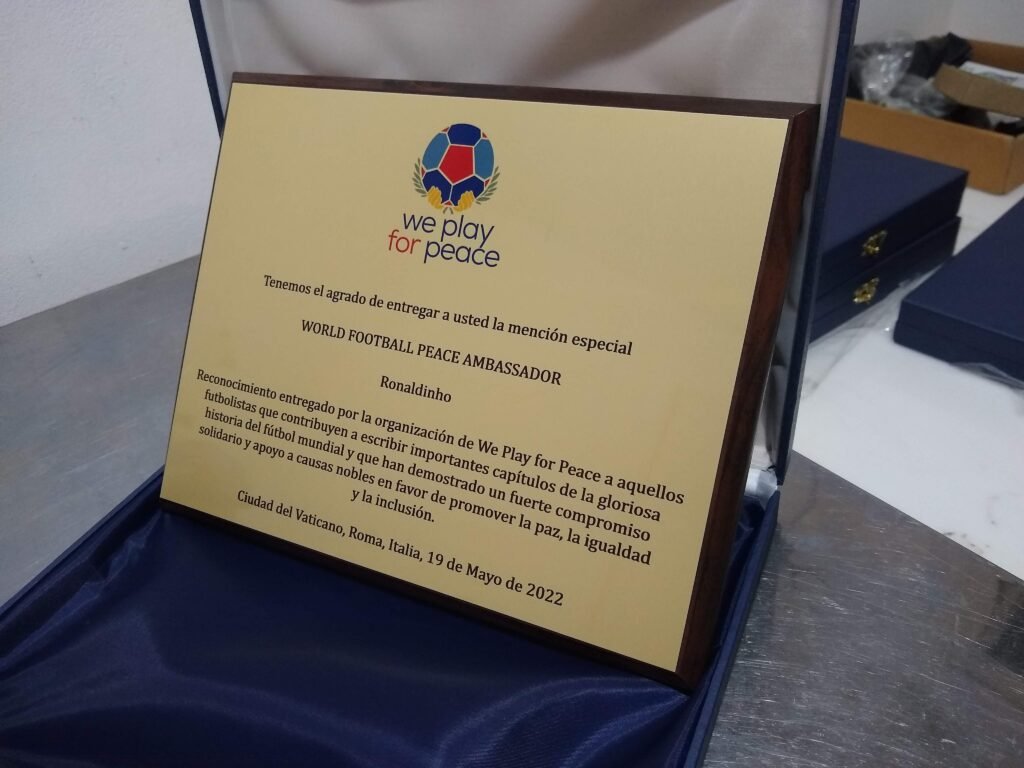 we play
for peace
Tenemos el agrado de entregar a usted la mención especial
WORLD FOOTBALL PEACE AMBASSADOR
Ronaldinho
Reconocimiento entregado por la organización de We Play for Peace a aquellos
futbolistas que contribuyen a escribir importantes capítulos de la gloriosa
historia del fútbol mundial y que han demostrado un fuerte compromiso
solidario y apoyo a causas nobles en favor de promover la paz, la igualdad
y la inclusión.
Ciudad del Vaticano, Roma, Italia, 19 de Mayo de 2022